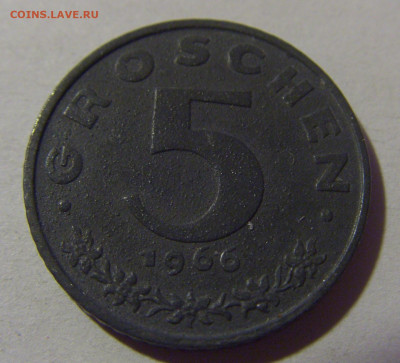 COINS.LAVE.RU
· GROSCHEN ·
5
1966